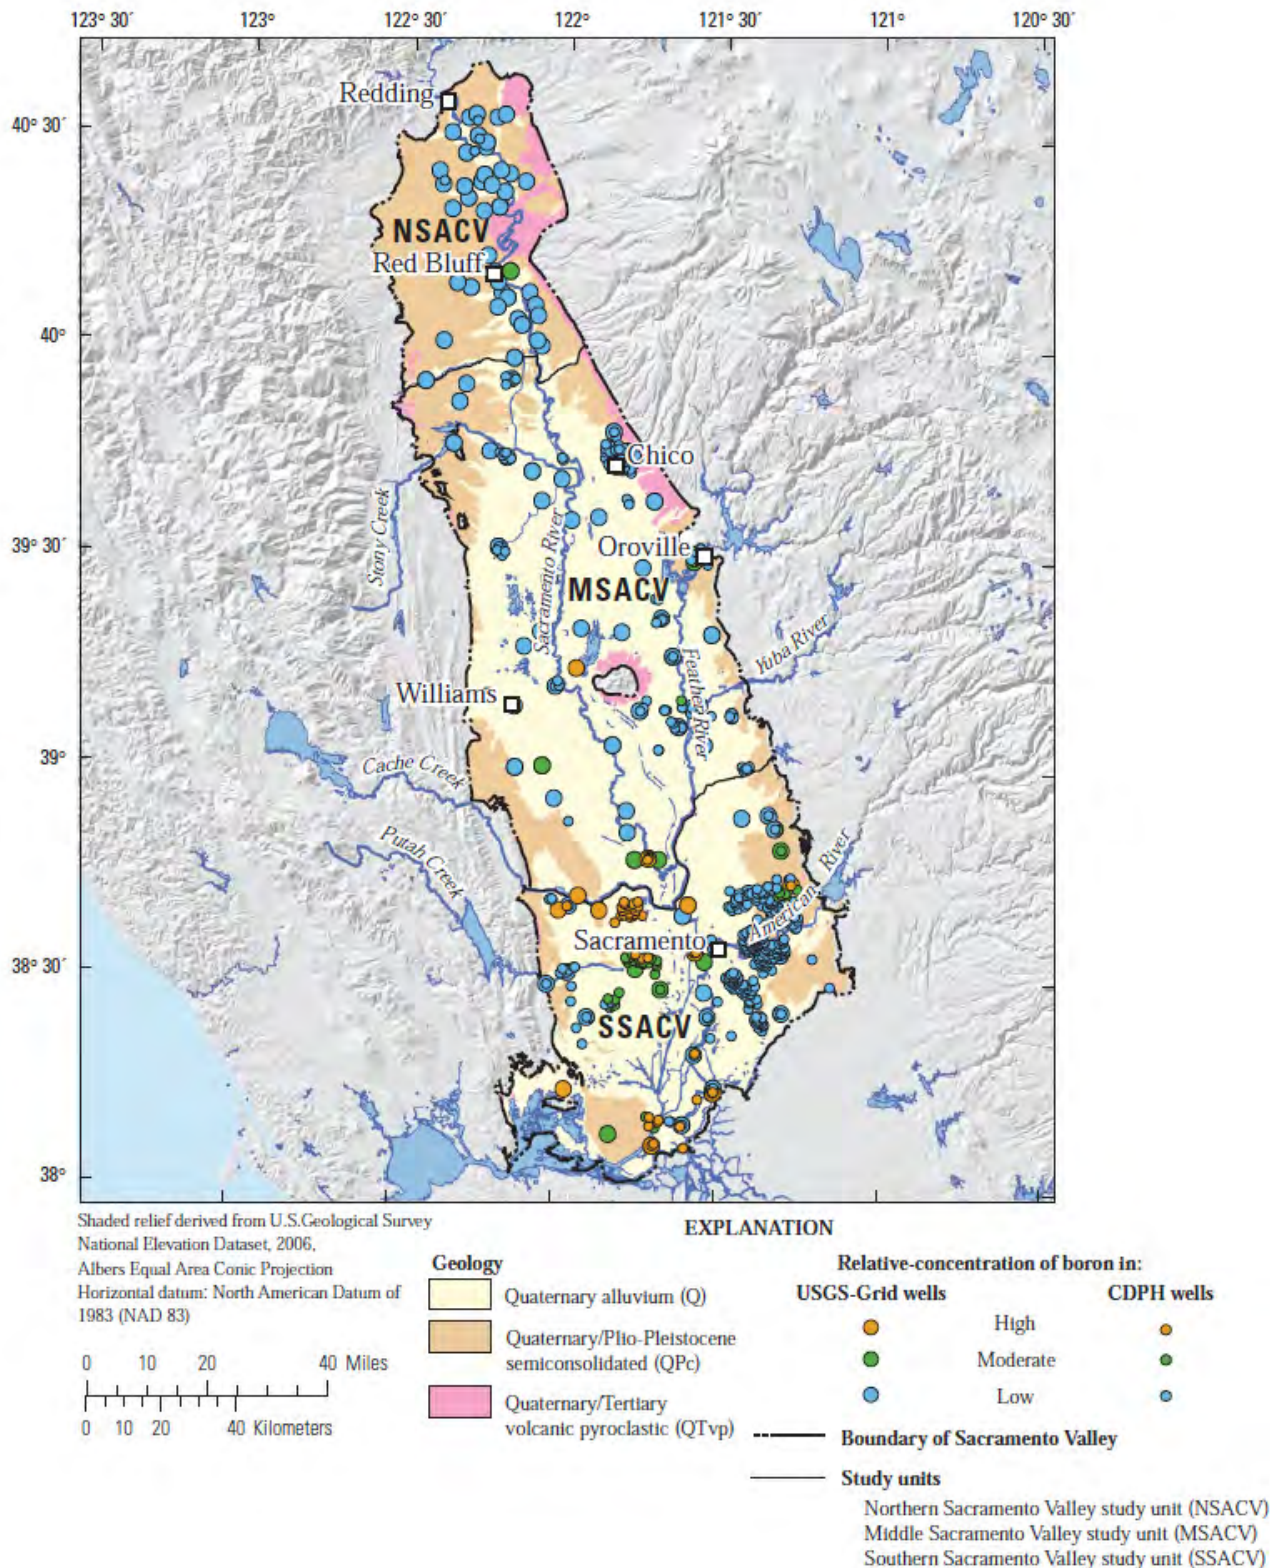 123° 30´
123°
122° 30´
122°
121° 30´
121°
120° 30´
Redding
40° 30´
NSACV
Red Bluff
40°
Chico
Stony Creek
Sacramento River
39° 30´
Oroville
MSACV
Yuba River
Feather River
Williams
39°
Cache Creek
Putah Creek
American River
Sacramento
38° 30´
SSACV
38°
Shaded relief derived from U.S.Geological Survey
National Elevation Dataset, 2006,
Albers Equal Area Conic Projection
Horizontal datum: North American Datum of
1983 (NAD 83)
0 10 20 40 Miles
0 10 20 40 Kilometers
EXPLANATION
Geology
Quaternary alluvium (Q)
Quaternary/Plio-Pleistocene
semiconsolidated (QPc)
Quaternary/Tertiary
volcanic pyroclastic (QTvp)
Relative-concentration of boron in:
USGS-Grid wells CDPH wells
High
Moderate
Low
Boundary of Sacramento Valley
Study units
Northern Sacramento Valley study unit (NSACV)
Middle Sacramento Valley study unit (MSACV)
Southern Sacramento Valley study unit (SSACV)